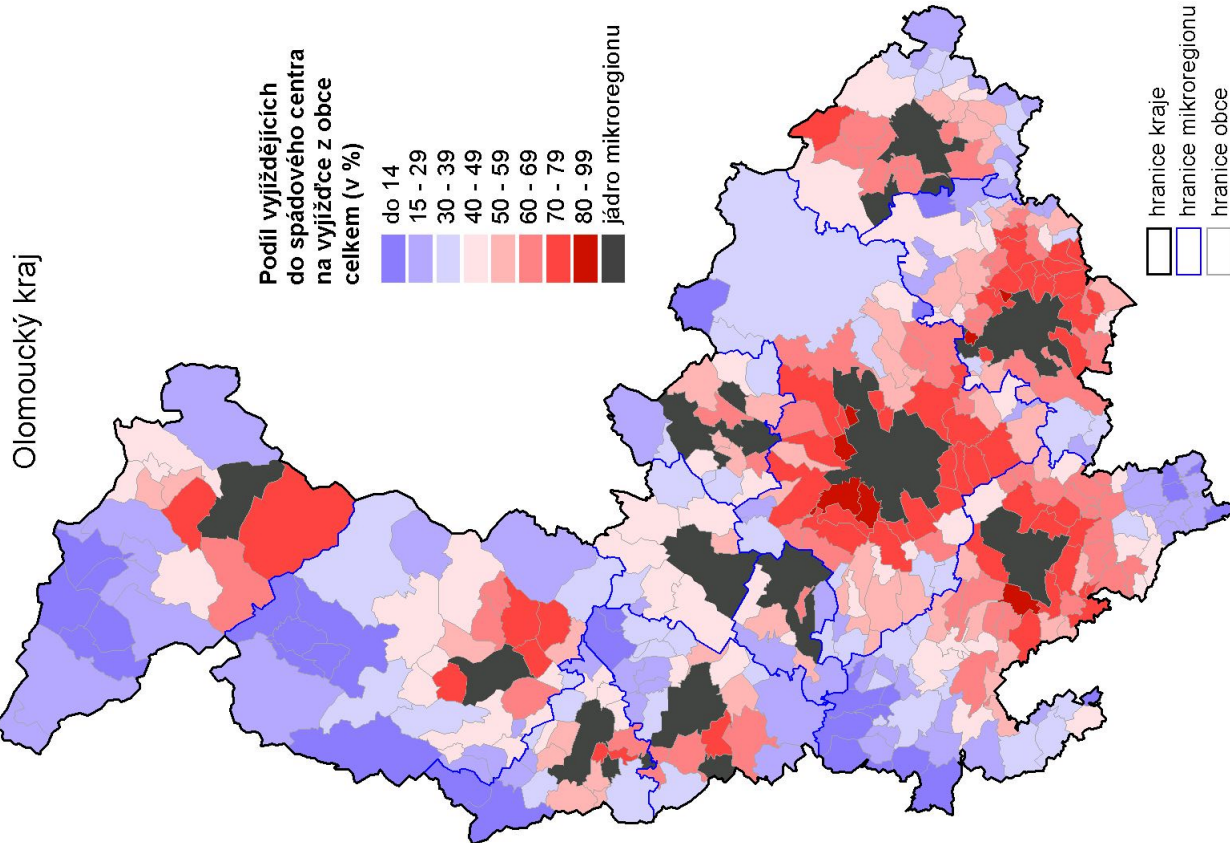 Olomoucký kraj
Podíl vyjíždějících
do spádového centra
na vyjížďce z obce
celkem (v %)
do 14
15 - 29
30 - 39
40 - 49
50 - 59
60 - 69
70 - 79
80 - 99
jádro mikroregionu
hranice kraje
hranice mikroregionu
hranice obce